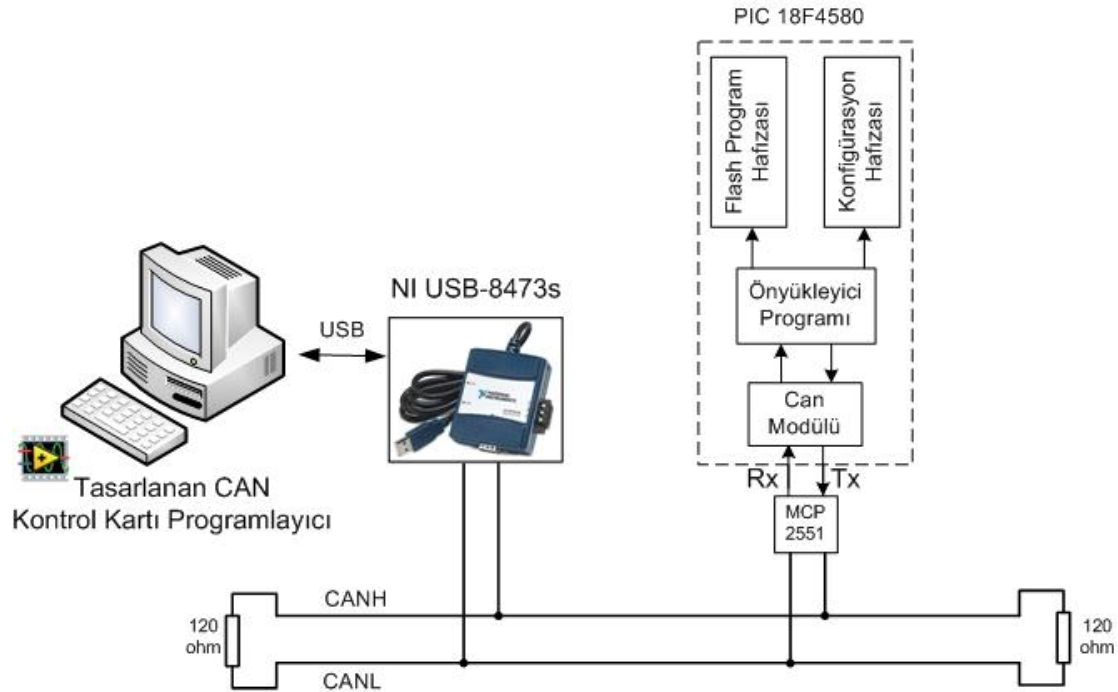 PIC 18F4580
Flash Program
Hafızası
Konfigürasyon
Hafızası
Önyükleyici
Programı
Can
Modülü
Rx
Tx
MCP
2551
NI USB-8473s
USB
Tasarlanan CAN
Kontrol Kartı Programlayıcı
CANH
120
ohm
CANL
120
ohm